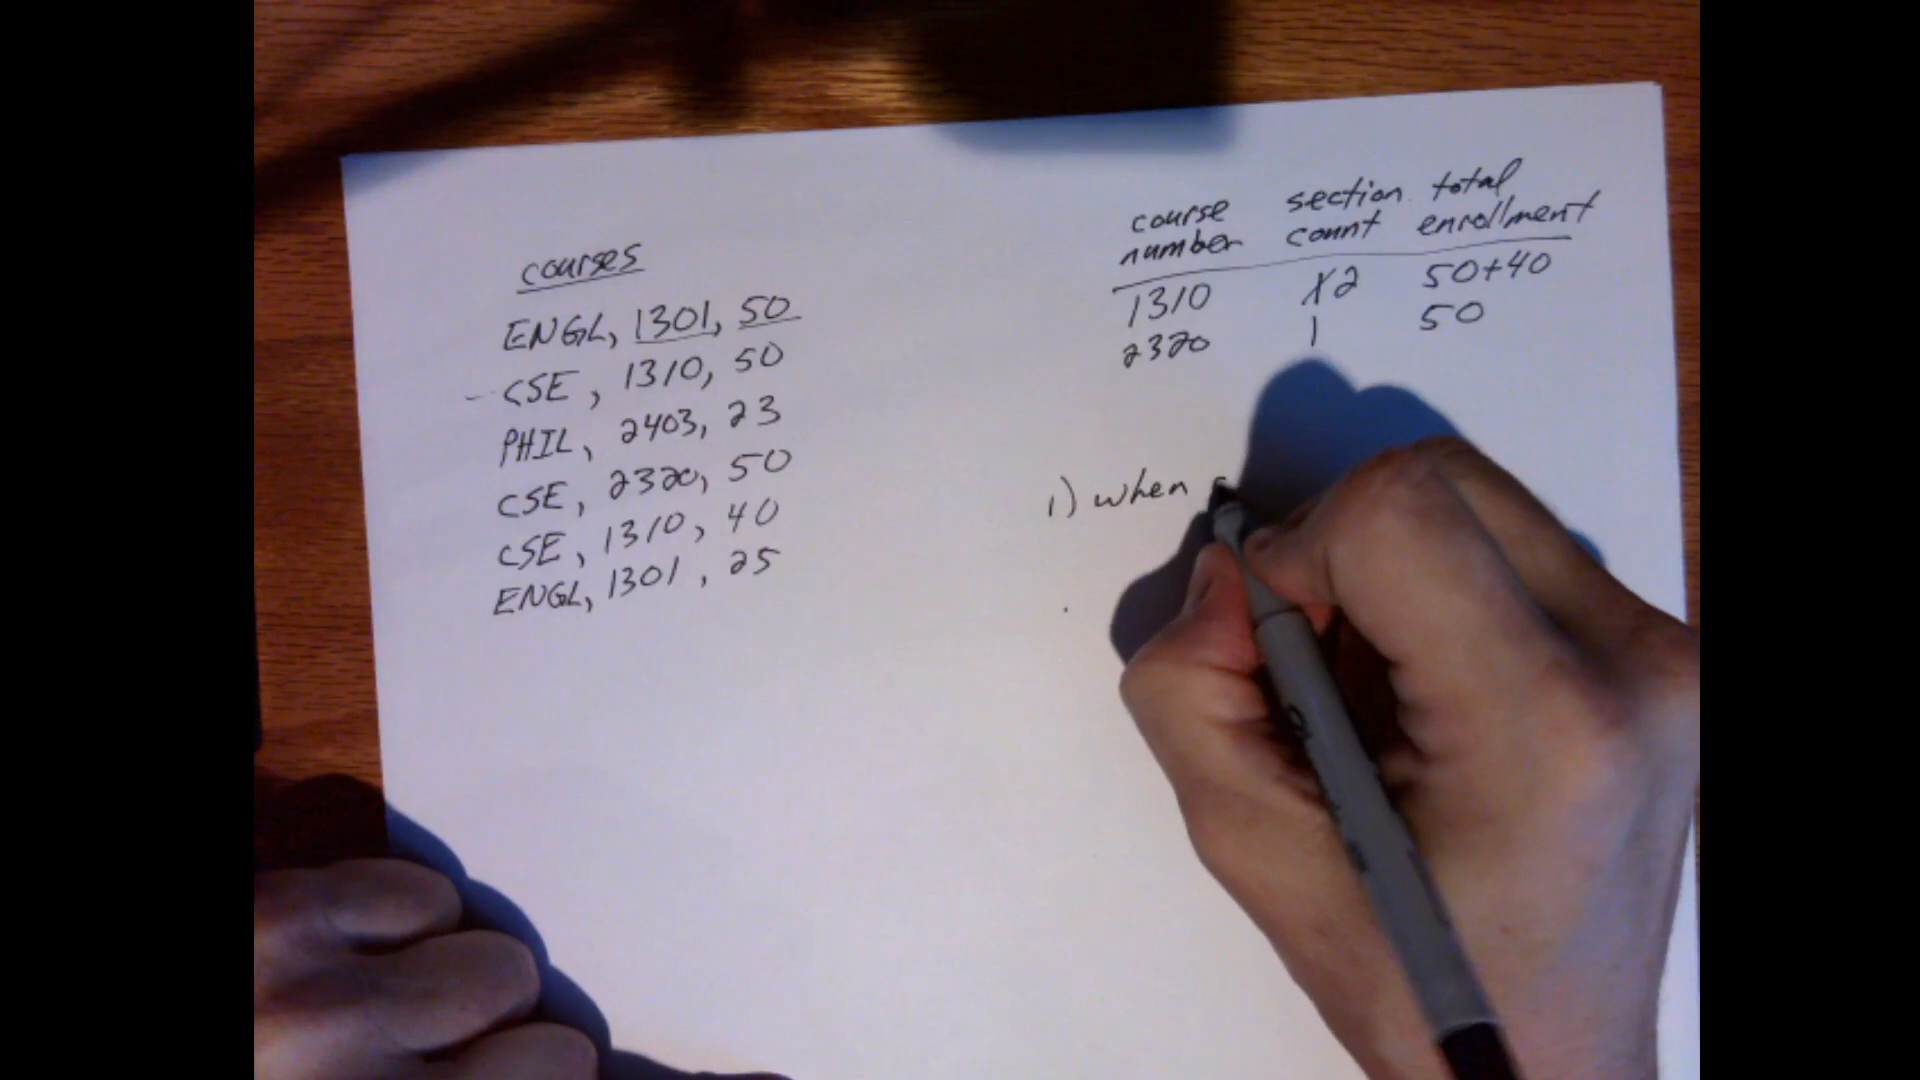 courses
ENGL, 1301, 50
CSE, 1310, 50
PHIL, 2403, 23
CSE, 2320, 50
CSE, 1310, 40
ENGL, 1301, 25
course number
section count
total enrollment
1310 12 50+40
2320 1 50
1) when